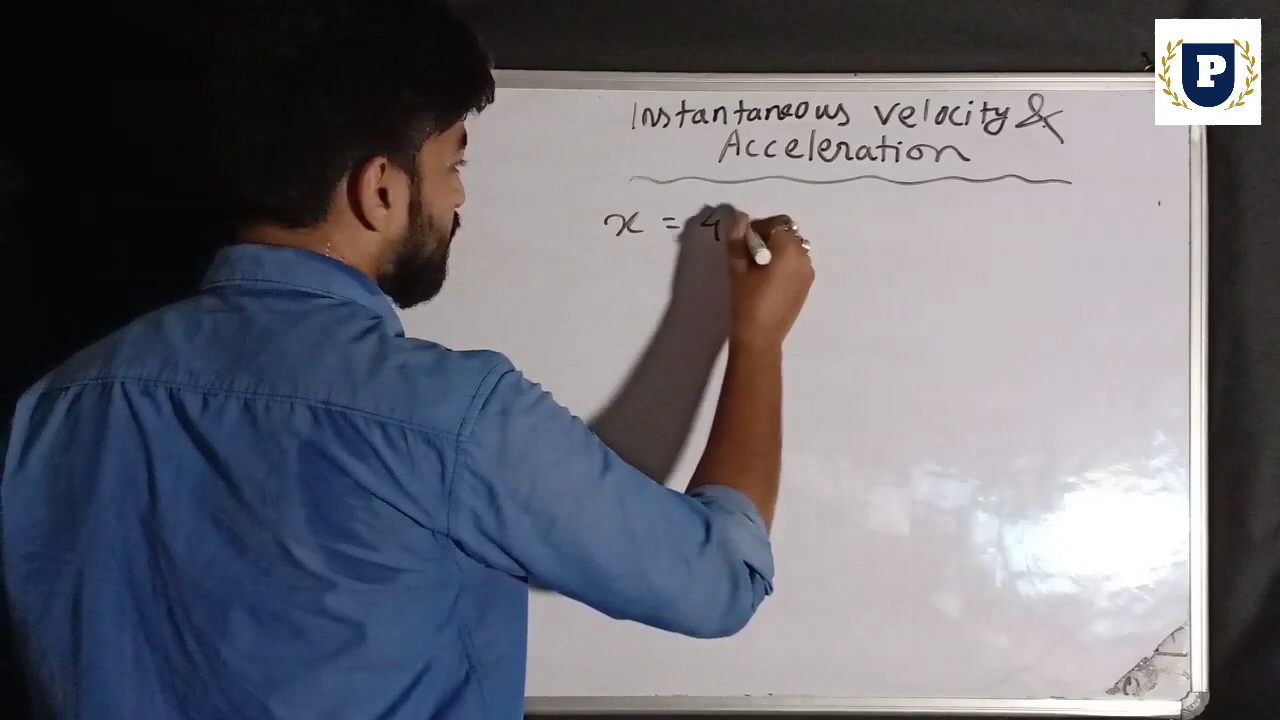 Instantaneous velocity &
Acceleration
x = 4
P